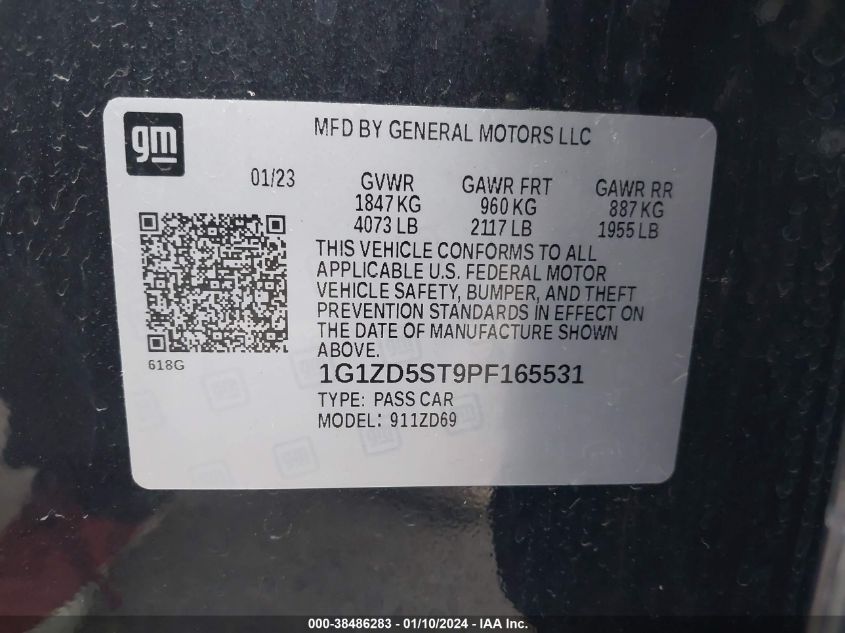 gm
MFD BY GENERAL MOTORS LLC
01/23
GVWR GAWR FRT GAWR RR
1847 KG 960 KG 887 KG
4073 LB 2117 LB 1955 LB
THIS VEHICLE CONFORMS TO ALL
APPLICABLE U.S. FEDERAL MOTOR
VEHICLE SAFETY, BUMPER, AND THEFT
PREVENTION STANDARDS IN EFFECT ON
THE DATE OF MANUFACTURE SHOWN
ABOVE.
618G
1G1ZD5ST9PF165531
TYPE: PASS CAR
MODEL: 911ZD69
000-38486283 - 01/10/2024 - IAA Inc.